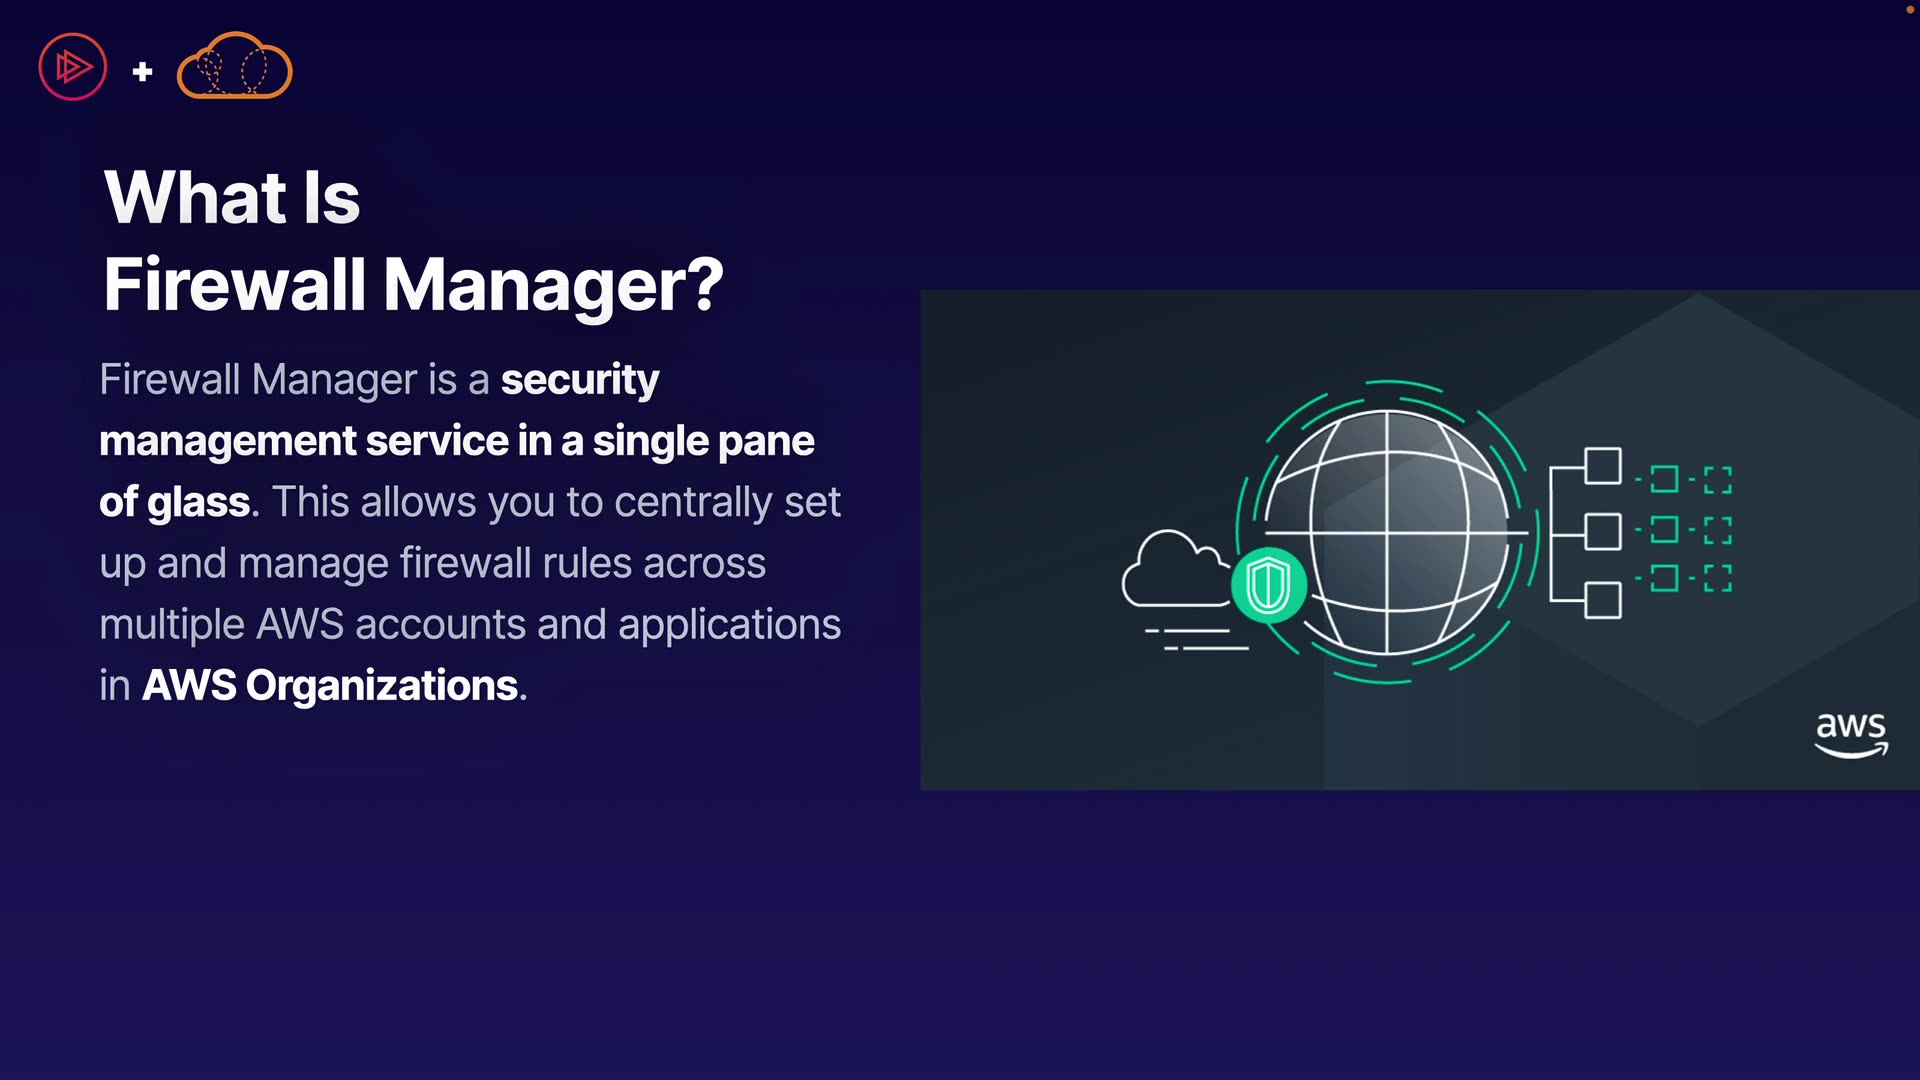 What Is
Firewall Manager?
Firewall Manager is a security
management service in a single pane
of glass. This allows you to centrally set
up and manage firewall rules across
multiple AWS accounts and applications
in AWS Organizations.
aws